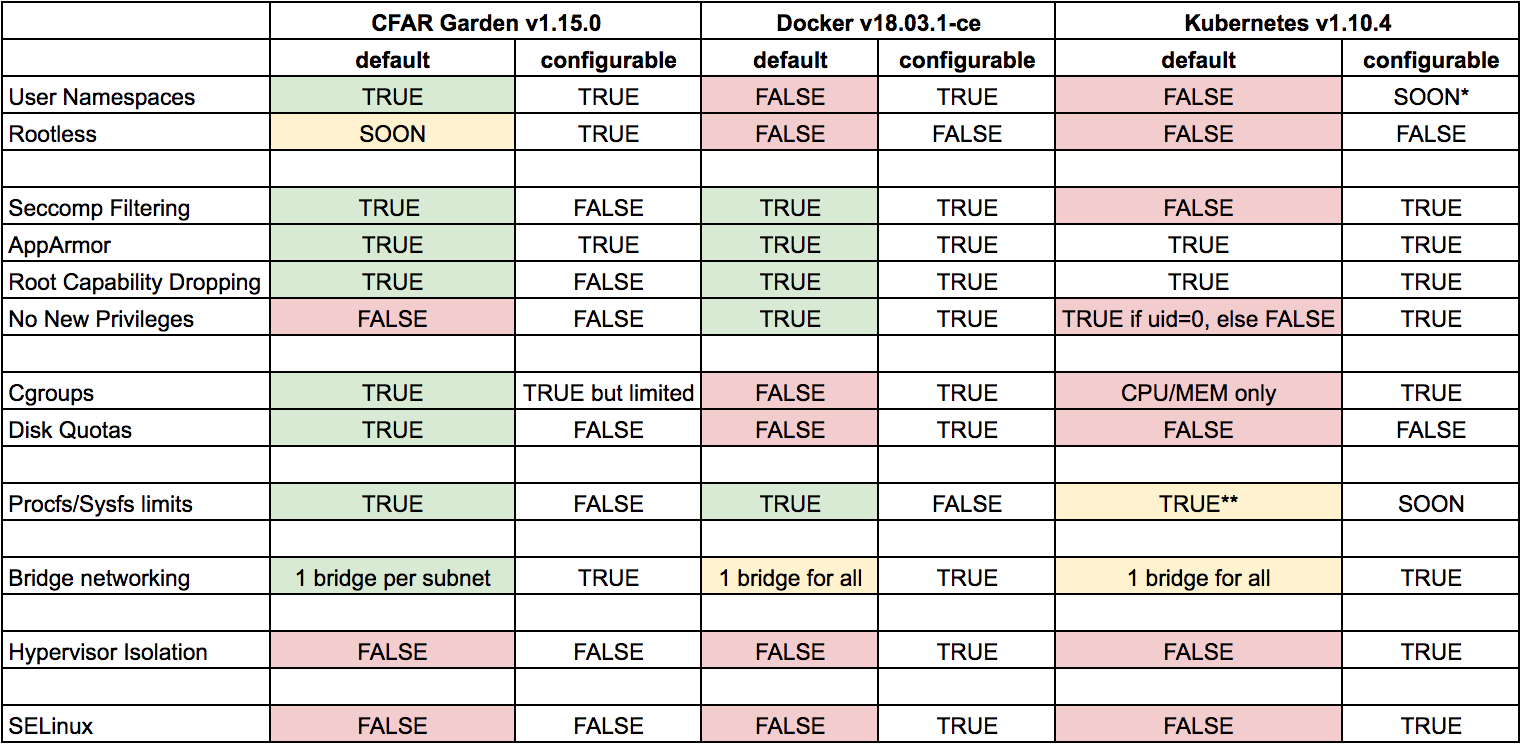 CFAR Garden v1.15.0 Docker v18.03.1-ce Kubernetes v1.10.4
default configurable default configurable default configurable
User Namespaces TRUE TRUE FALSE TRUE FALSE SOON*
Rootless SOON TRUE FALSE FALSE FALSE FALSE
Seccomp Filtering TRUE FALSE TRUE TRUE FALSE TRUE
AppArmor TRUE TRUE TRUE TRUE TRUE TRUE
Root Capability Dropping TRUE FALSE TRUE TRUE TRUE TRUE
No New Privileges FALSE FALSE TRUE TRUE TRUE if uid=0, else FALSE TRUE
Cgroups TRUE TRUE but limited FALSE TRUE CPU/MEM only TRUE
Disk Quotas TRUE FALSE FALSE TRUE FALSE FALSE
Procfs/Sysfs limits TRUE FALSE TRUE FALSE TRUE** SOON
Bridge networking 1 bridge per subnet TRUE 1 bridge for all TRUE 1 bridge for all TRUE
Hypervisor Isolation FALSE FALSE FALSE TRUE FALSE TRUE
SELinux FALSE FALSE FALSE TRUE FALSE TRUE